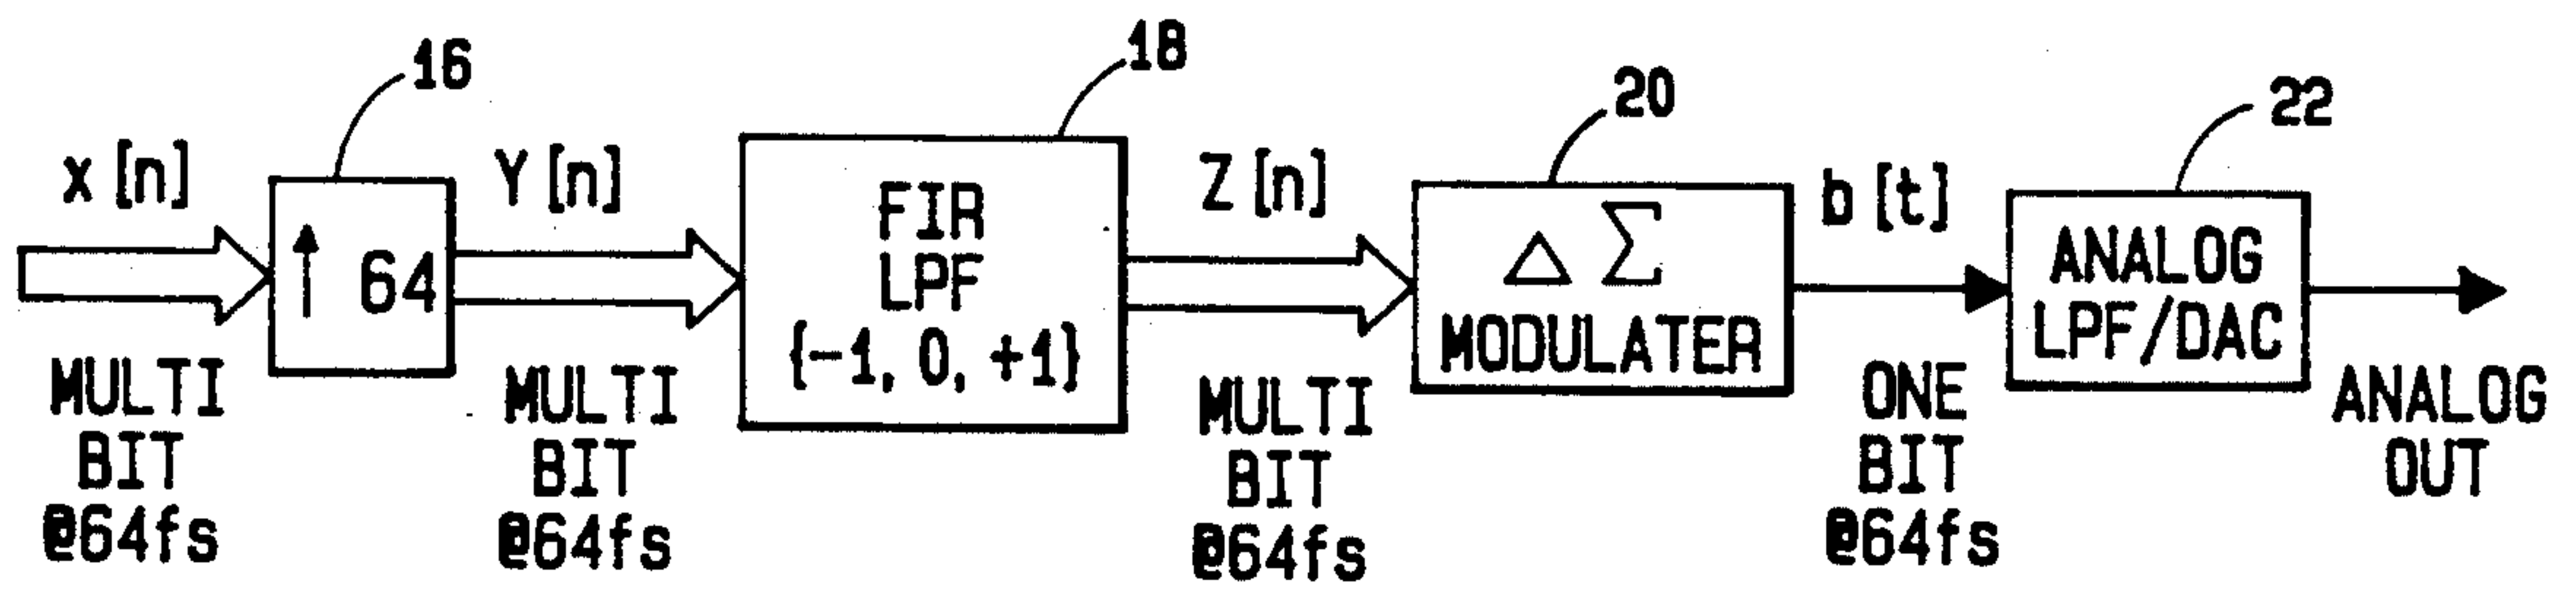 16
18
20
22
x [n]
Y [n]
Z [n]
b [t]
↑ 64
FIR
LPF
{-1, 0, +1}
Δ Σ
MODULATER
ANALOG
LPF/DAC
MULTI
BIT
@64fs
MULTI
BIT
@64fs
MULTI
BIT
@64fs
ONE
BIT
@64fs
ANALOG
OUT